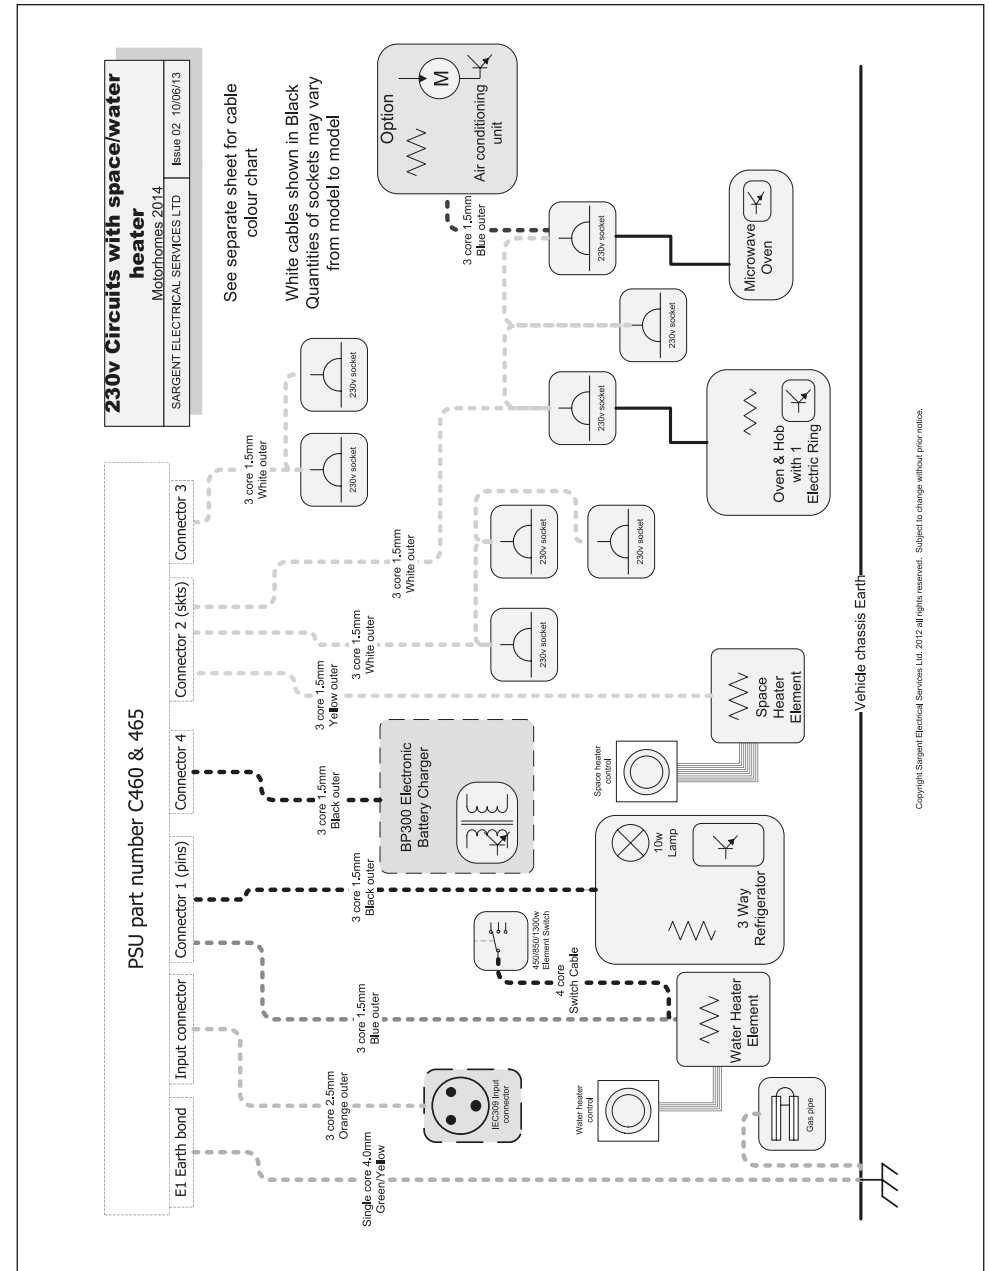 230v Circuits with space/water
heater
Motorhomes 2014
SARGENT ELECTRICAL SERVICES LTD
Issue 02 10/06/13
See separate sheet for cable
colour chart
White cables shown in Black
Quantities of sockets may vary
from model to model
PSU part number C460 & 465
E1 Earth bond
Input connector
Connector 1 (pins)
Connector 4
Connector 2 (skts)
Connector 3
Single core 4.0mm
Green/Yellow
3 core 2.5mm
Orange outer
3 core 1.5mm
Blue outer
3 core 1.5mm
Black outer
3 core 1.5mm
Black outer
3 core 1.5mm
Yellow outer
3 core 1.5mm
White outer
3 core 1.5mm
White outer
3 core 1.5mm
White outer
3 core 1.5mm
Blue outer
230v socket
230v socket
230v socket
230v socket
230v socket
230v socket
230v socket
230v socket
Option
M
Air conditioning
unit
Microwave
Oven
Oven & Hob
with 1
Electric Ring
BP300 Electronic
Battery Charger
IEC309 Input
connector
450/850/1300w
Element Switch
4 core
Switch Cable
Water heater
control
Water Heater
Element
10w
Lamp
3 Way
Refrigerator
Space heater
control
Space
Heater
Element
Gas pipe
Vehicle chassis Earth
Copyright Sargent Electrical Services Ltd. 2012 all rights reserved. Subject to change without prior notice.